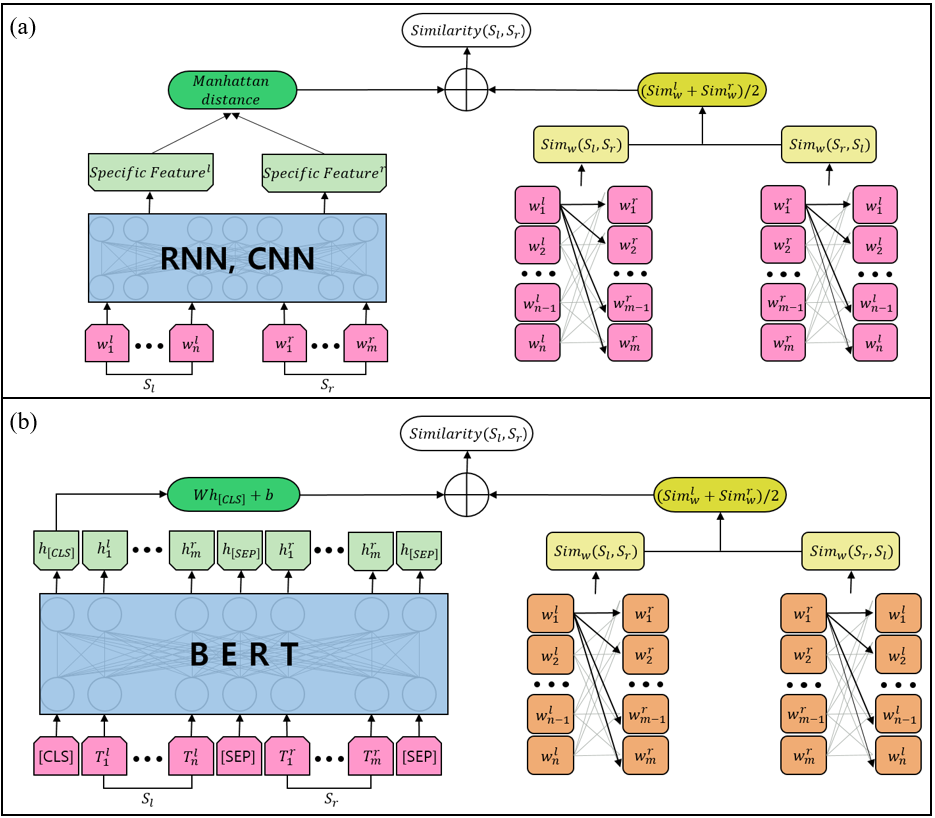 (a)
Similarity(S_l, S_r)
Manhattan
distance
(Sim_w^l + Sim_w^r)/2
Sim_w(S_l, S_r)
Sim_w(S_r, S_l)
Specific Feature^l
Specific Feature^r
w_1^l w_1^r w_1^r w_1^l
w_2^l w_2^r w_2^r w_2^l
RNN, CNN
••• ••• ••• •••
w_{n-1}^l w_{m-1}^r w_{m-1}^r w_{n-1}^l
w_n^l w_m^r w_m^r w_n^l
w_1^l ••• w_n^l w_1^r ••• w_m^r
S_l S_r
(b)
Similarity(S_l, S_r)
Wh_{[CLS]} + b
(Sim_w^l + Sim_w^r)/2
h_{[CLS]} h_1^l ••• h_m^r h_{[SEP]} h_1^r ••• h_m^r h_{[SEP]}
Sim_w(S_l, S_r)
Sim_w(S_r, S_l)
w_1^l w_1^r w_1^r w_1^l
w_2^l w_2^r w_2^r w_2^l
B E R T
••• ••• ••• •••
w_{n-1}^l w_{m-1}^r w_{m-1}^r w_{n-1}^l
w_n^l w_m^r w_m^r w_n^l
[CLS] T_1^l ••• T_n^l [SEP] T_1^r ••• T_m^r [SEP]
S_l S_r